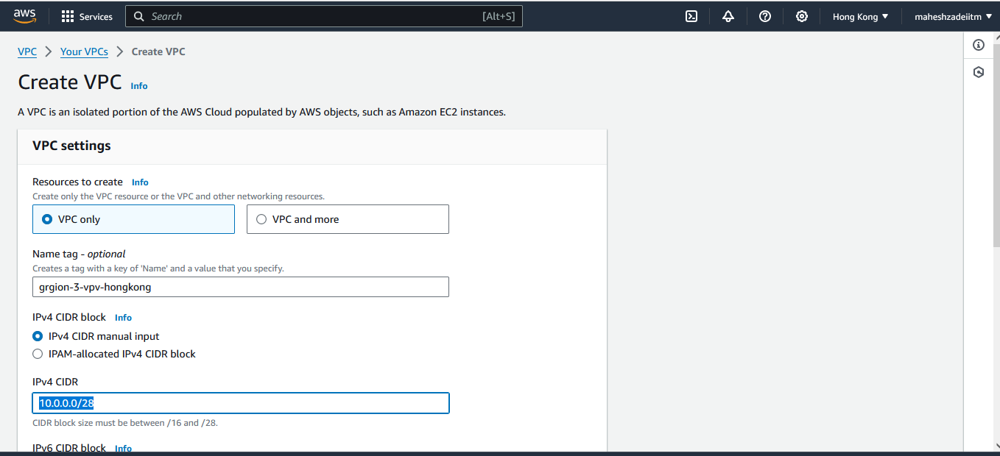 aws Services Search [Alt+S] Hong Kong maheshzadeiitm
VPC Your VPCs Create VPC
Create VPC Info
A VPC is an isolated portion of the AWS Cloud populated by AWS objects, such as Amazon EC2 instances.
VPC settings
Resources to create Info
Create only the VPC resource or the VPC and other networking resources.
VPC only VPC and more
Name tag - optional
Creates a tag with a key of 'Name' and a value that you specify.
grgion-3-vpv-hongkong
IPv4 CIDR block Info
IPv4 CIDR manual input
IPAM-allocated IPv4 CIDR block
IPv4 CIDR
10.0.0.0/28
CIDR block size must be between /16 and /28.
IPv6 CIDR block Info